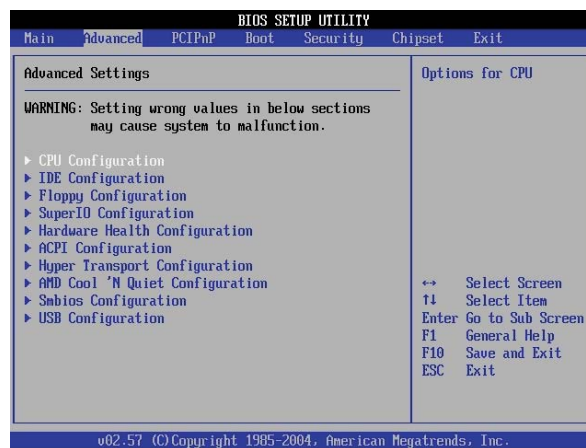 BIOS SETUP UTILITY
Main Advanced PCIPnP Boot Security Chipset Exit
Advanced Settings
WARNING: Setting wrong values in below sections
may cause system to malfunction.
▶ CPU Configuration
▶ IDE Configuration
▶ Floppy Configuration
▶ SuperIO Configuration
▶ Hardware Health Configuration
▶ ACPI Configuration
▶ Hyper Transport Configuration
▶ AMD Cool 'N Quiet Configuration
▶ Smbios Configuration
▶ USB Configuration
Options for CPU
↔ Select Screen
↑↓ Select Item
Enter Go to Sub Screen
F1 General Help
F10 Save and Exit
ESC Exit
v02.57 (C)Copyright 1985-2004, American Megatrends, Inc.